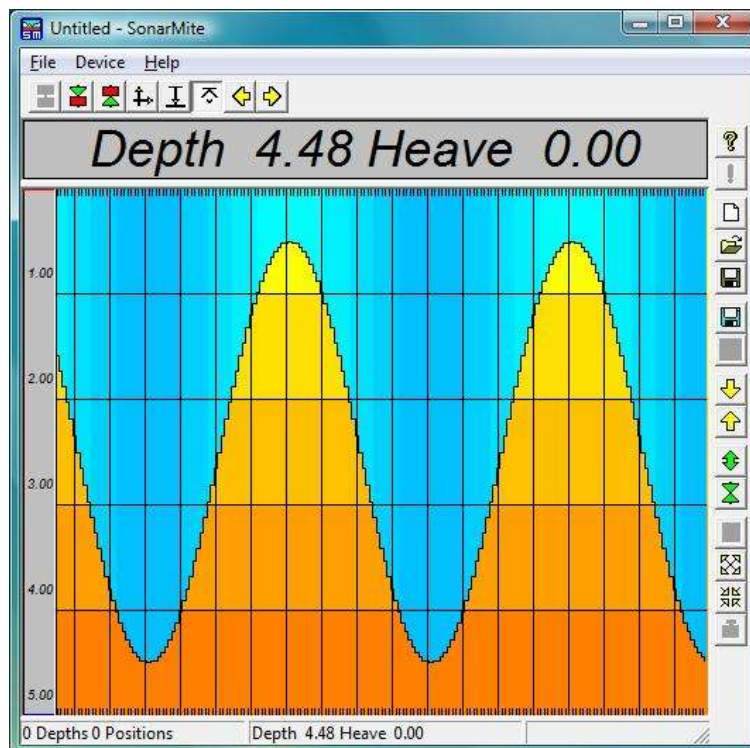 Untitled - SonarMite
File Device Help
Depth 4.48 Heave 0.00
1.00
2.00
3.00
4.00
5.00
0 Depths 0 Positions Depth 4.48 Heave 0.00